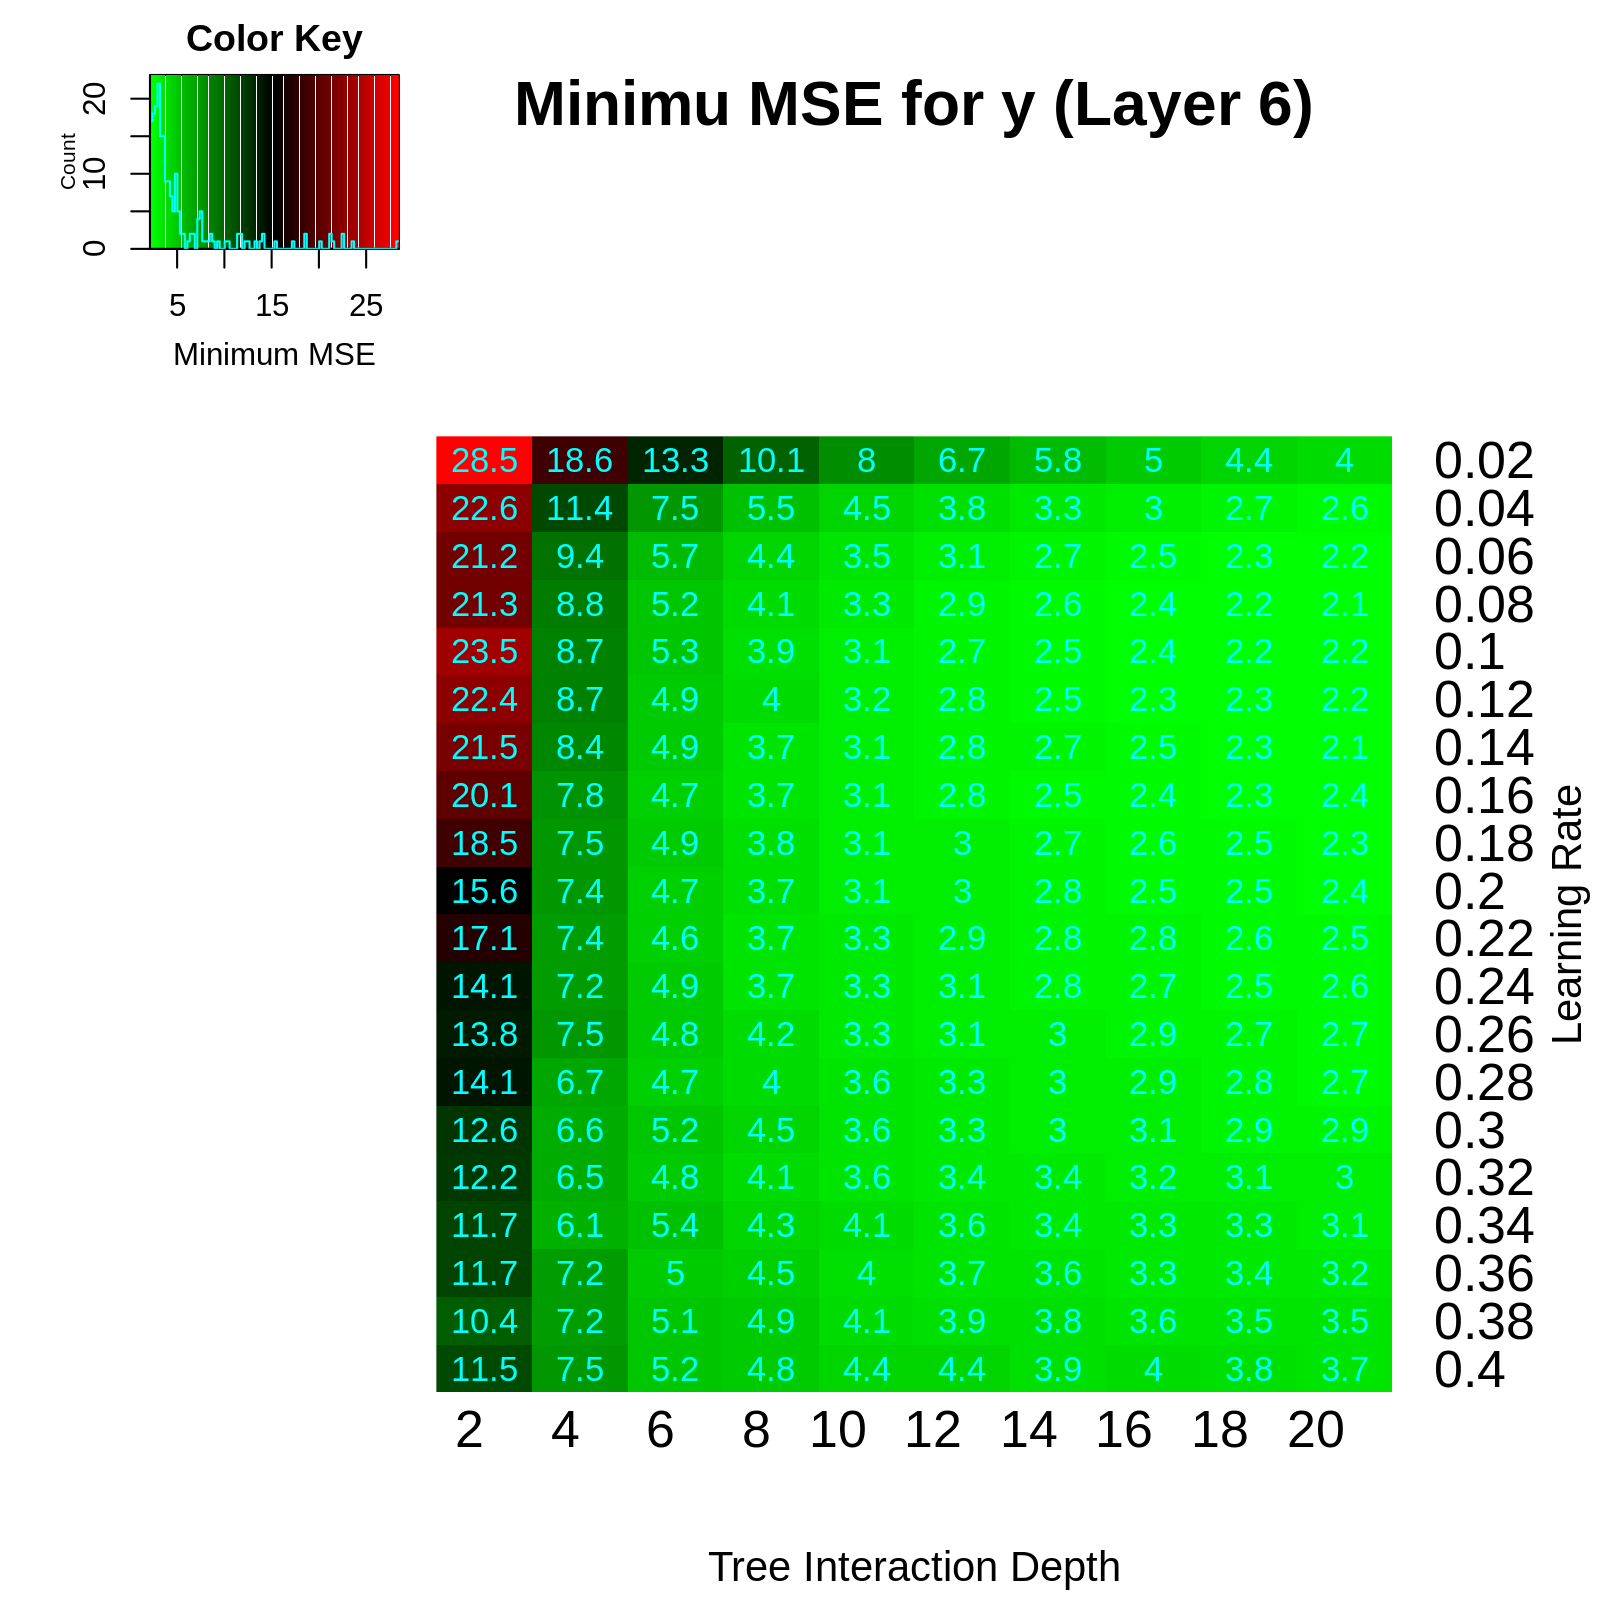 Color Key
Minimu MSE for y (Layer 6)
Count
0 10 20
5 15 25
Minimum MSE
28.5 18.6 13.3 10.1 8 6.7 5.8 5 4.4 4 0.02
22.6 11.4 7.5 5.5 4.5 3.8 3.3 3 2.7 2.6 0.04
21.2 9.4 5.7 4.4 3.5 3.1 2.7 2.5 2.3 2.2 0.06
21.3 8.8 5.2 4.1 3.3 2.9 2.6 2.4 2.2 2.1 0.08
23.5 8.7 5.3 3.9 3.1 2.7 2.5 2.4 2.2 2.2 0.1
22.4 8.7 4.9 4 3.2 2.8 2.5 2.3 2.3 2.2 0.12
21.5 8.4 4.9 3.7 3.1 2.8 2.7 2.5 2.3 2.1 0.14
20.1 7.8 4.7 3.7 3.1 2.8 2.5 2.4 2.3 2.4 0.16
18.5 7.5 4.9 3.8 3.1 3 2.7 2.6 2.5 2.3 0.18
15.6 7.4 4.7 3.7 3.1 3 2.8 2.5 2.5 2.4 0.2
17.1 7.4 4.6 3.7 3.3 2.9 2.8 2.8 2.6 2.5 0.22
14.1 7.2 4.9 3.7 3.3 3.1 2.8 2.7 2.5 2.6 0.24
13.8 7.5 4.8 4.2 3.3 3.1 3 2.9 2.7 2.7 0.26
14.1 6.7 4.7 4 3.6 3.3 3 2.9 2.8 2.7 0.28
12.6 6.6 5.2 4.5 3.6 3.3 3 3.1 2.9 2.9 0.3
12.2 6.5 4.8 4.1 3.6 3.4 3.4 3.2 3.1 3 0.32
11.7 6.1 5.4 4.3 4.1 3.6 3.4 3.3 3.3 3.1 0.34
11.7 7.2 5 4.5 4 3.7 3.6 3.3 3.4 3.2 0.36
10.4 7.2 5.1 4.9 4.1 3.9 3.8 3.6 3.5 3.5 0.38
11.5 7.5 5.2 4.8 4.4 4.4 3.9 4 3.8 3.7 0.4
Learning Rate
2 4 6 8 10 12 14 16 18 20
Tree Interaction Depth